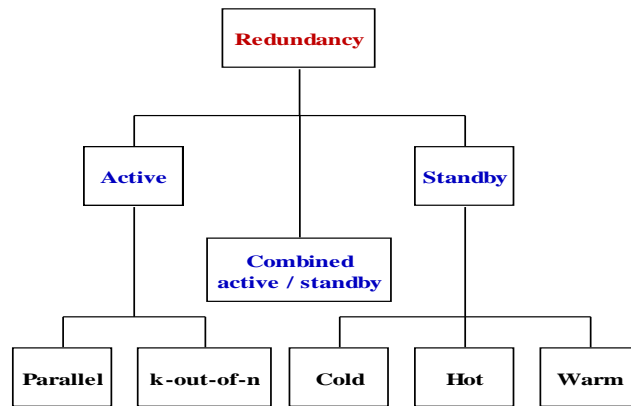 Redundancy
Active
Standby
Combined
active / standby
Parallel
k-out-of-n
Cold
Hot
Warm